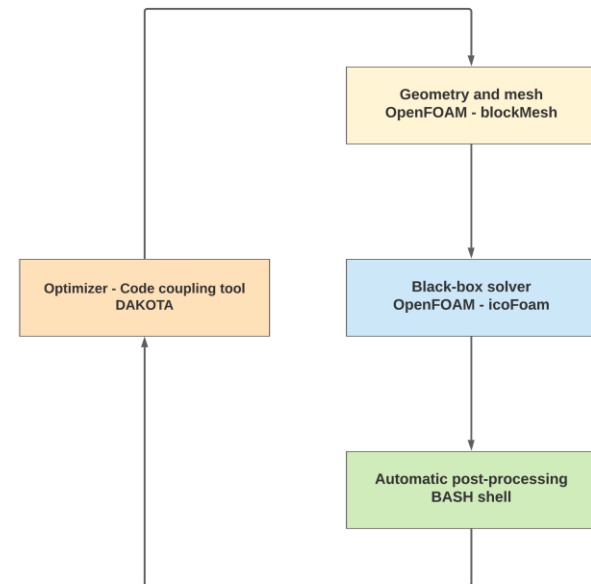 Geometry and mesh
OpenFOAM - blockMesh
Optimizer - Code coupling tool
DAKOTA
Black-box solver
OpenFOAM - icoFoam
Automatic post-processing
BASH shell